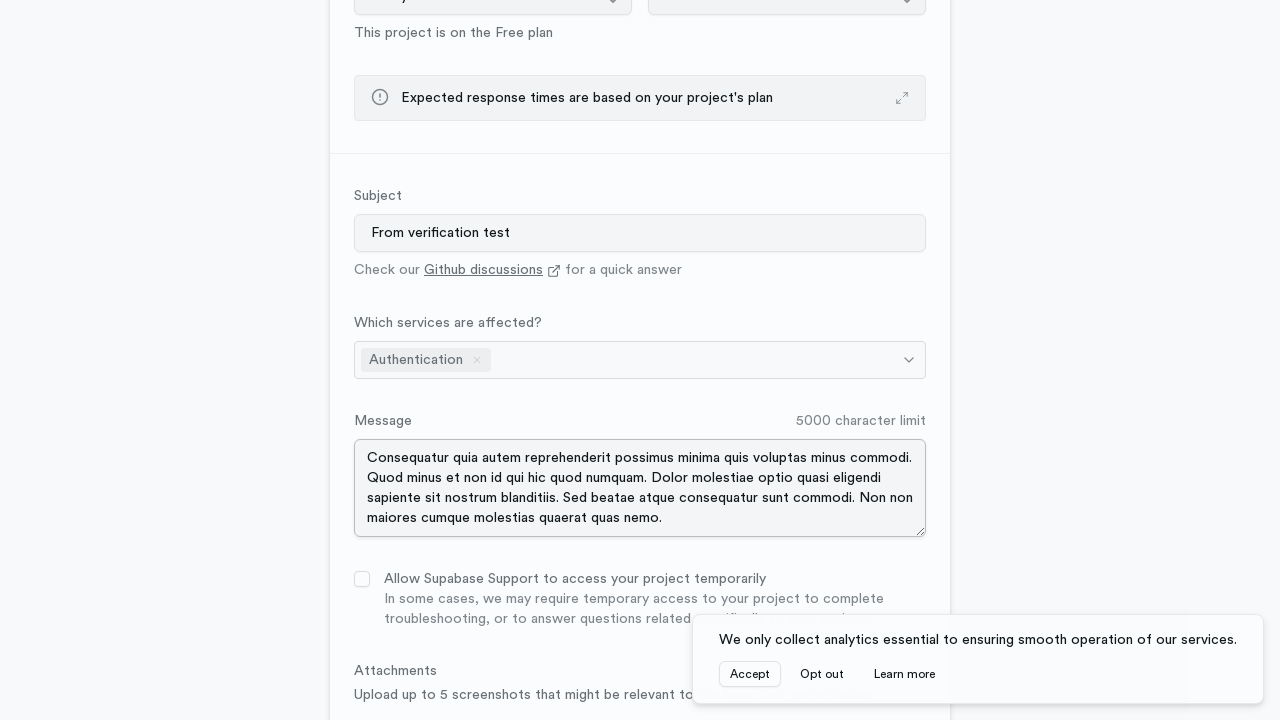 This project is on the Free plan
Expected response times are based on your project's plan
Subject
From verification test
Check our Github discussions for a quick answer
Which services are affected?
Authentication
Message
5000 character limit
Consequatur quia autem reprehenderit possimus minima quis voluptas minus commodi.
Quod minus et non id qui hic quod numquam. Dolor molestiae optio quasi eligendi
sapiente sit nostrum blanditiis. Sed beatae atque consequatur sunt commodi. Non non
maiores cumque molestias quaerat quas nemo.
Allow Supabase Support to access your project temporarily
In some cases, we may require temporary access to your project to complete
troubleshooting, or to answer questions related
We only collect analytics essential to ensuring smooth operation of our services.
Accept
Opt out
Learn more
Attachments
Upload up to 5 screenshots that might be relevant to